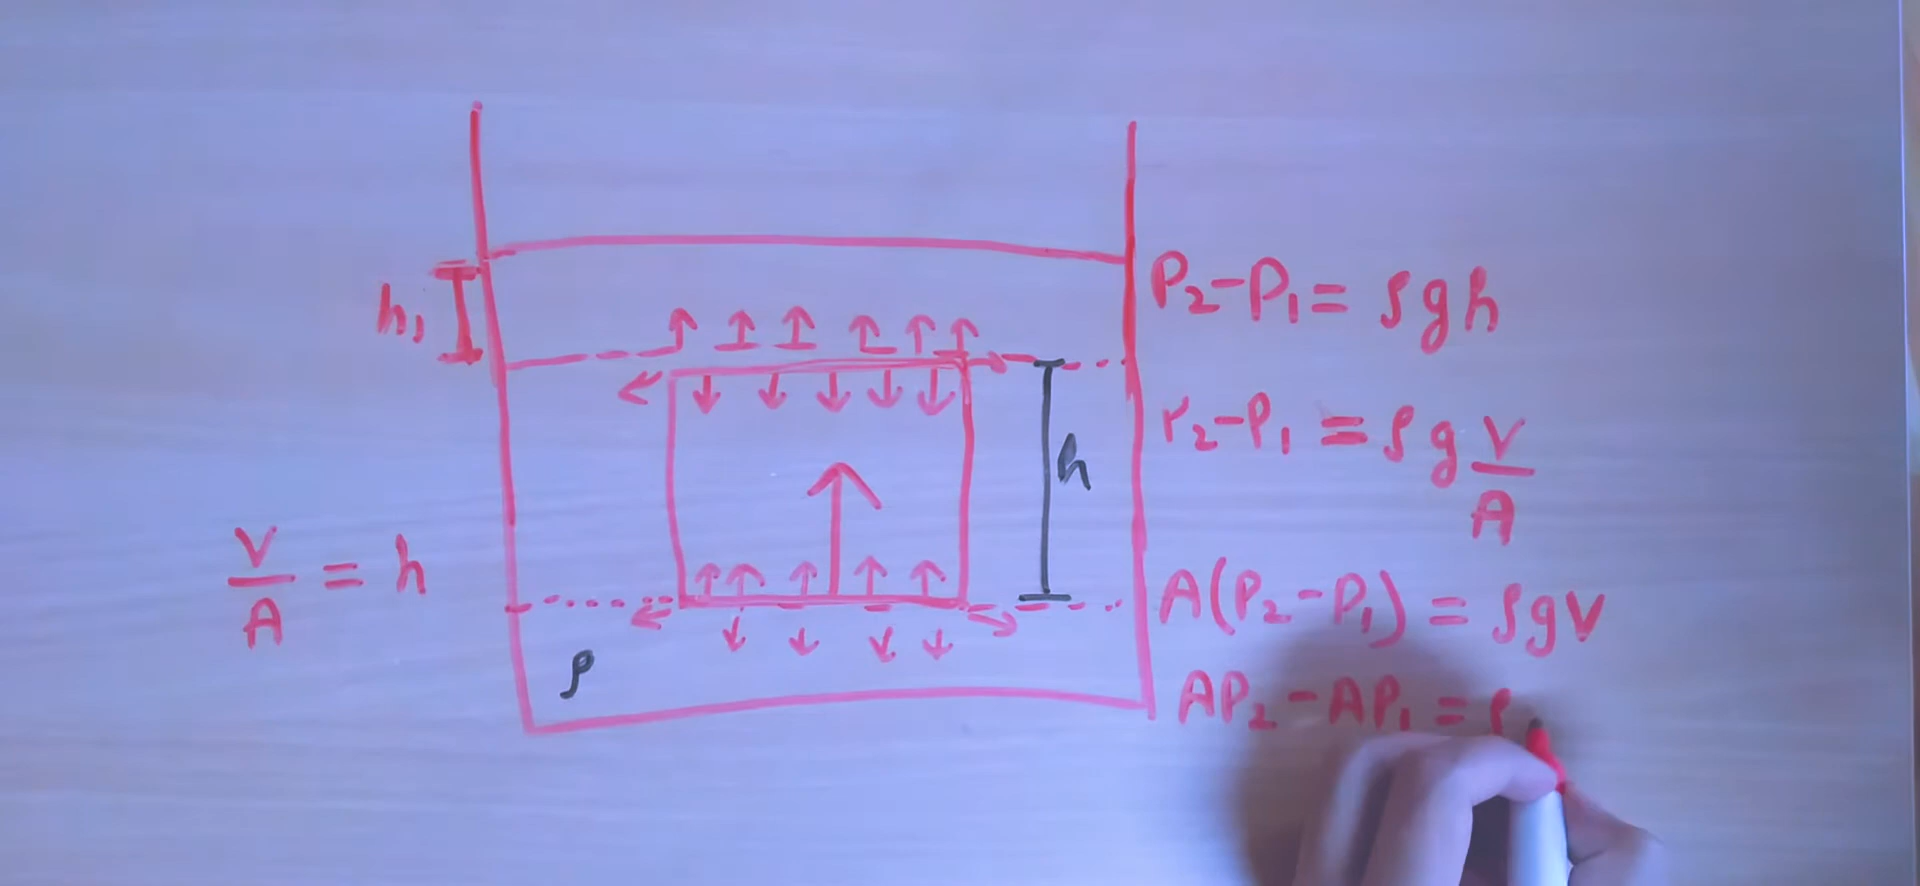 h₁
P₂-P₁ = ρgh
h
P₂-P₁ = ρg V/A
V/A = h
A(P₂-P₁) = ρgV
ρ
AP₂-AP₁ = ρ